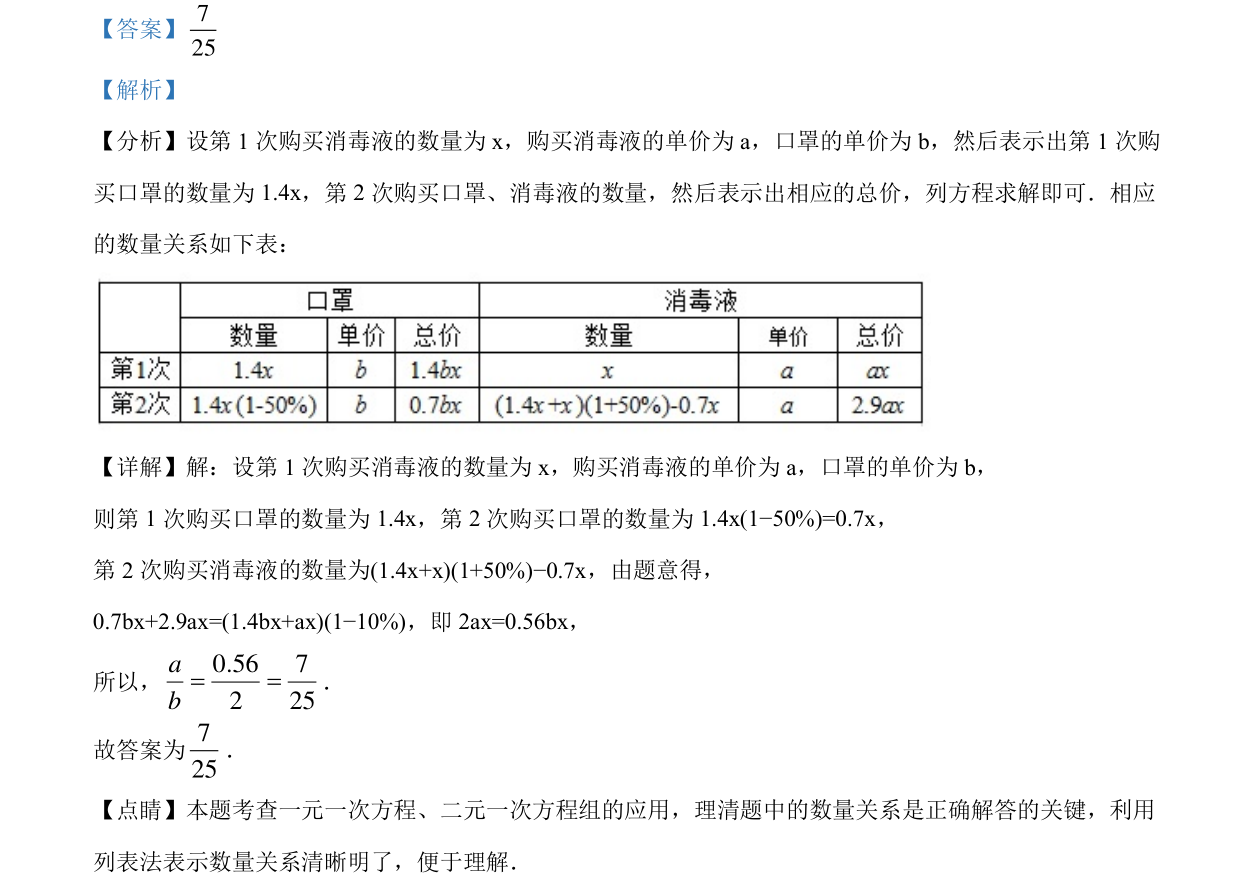 【答案】7/25
【解析】
【分析】设第 1 次购买消毒液的数量为 x，购买消毒液的单价为 a，口罩的单价为 b，然后表示出第 1 次购
买口罩的数量为 1.4x，第 2 次购买口罩、消毒液的数量，然后表示出相应的总价，列方程求解即可．相应
的数量关系如下表：
口罩 消毒液
数量 单价 总价 数量 单价 总价
第1次 1.4x b 1.4bx x a ax
第2次 1.4x(1-50%) b 0.7bx (1.4x+x)(1+50%)-0.7x a 2.9ax
【详解】解：设第 1 次购买消毒液的数量为 x，购买消毒液的单价为 a，口罩的单价为 b，
则第 1 次购买口罩的数量为 1.4x，第 2 次购买口罩的数量为 1.4x(1−50%)=0.7x，
第 2 次购买消毒液的数量为(1.4x+x)(1+50%)−0.7x，由题意得，
0.7bx+2.9ax=(1.4bx+ax)(1−10%)，即 2ax=0.56bx，
所以，a/b=0.56/2=7/25．
故答案为7/25．
【点睛】本题考查一元一次方程、二元一次方程组的应用，理清题中的数量关系是正确解答的关键，利用
列表法表示数量关系清晰明了，便于理解．